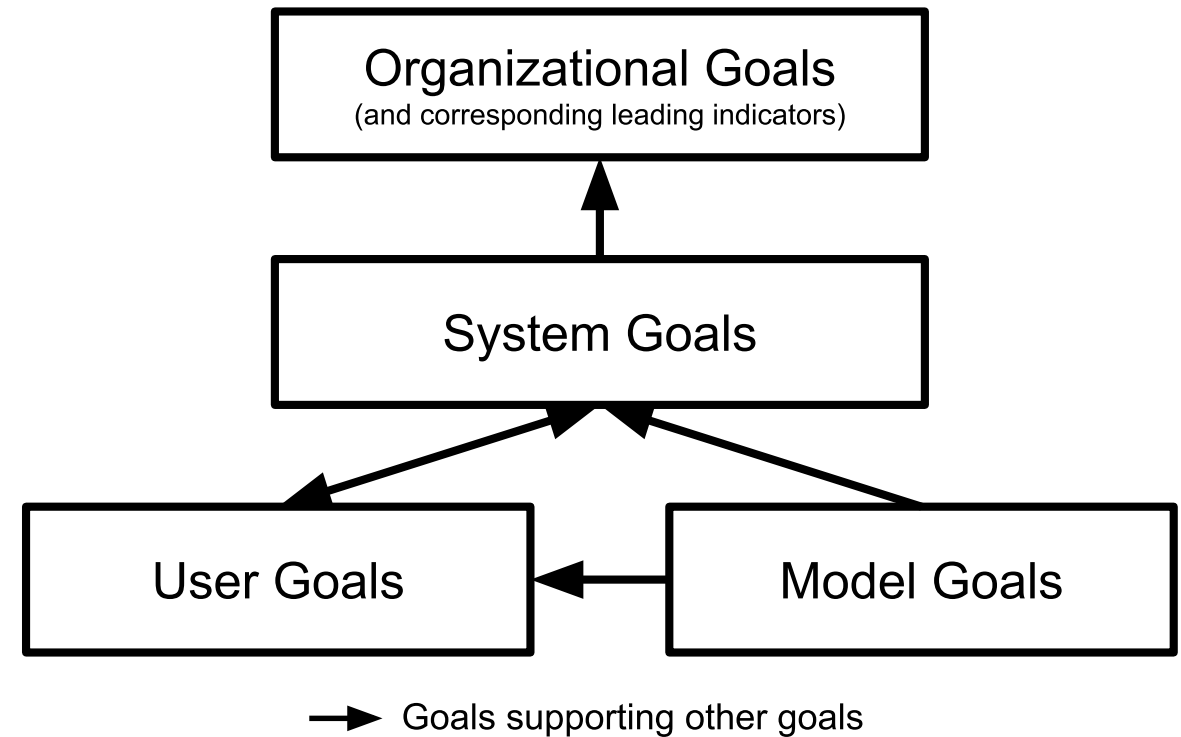 Organizational Goals
(and corresponding leading indicators)
System Goals
User Goals
Model Goals
Goals supporting other goals